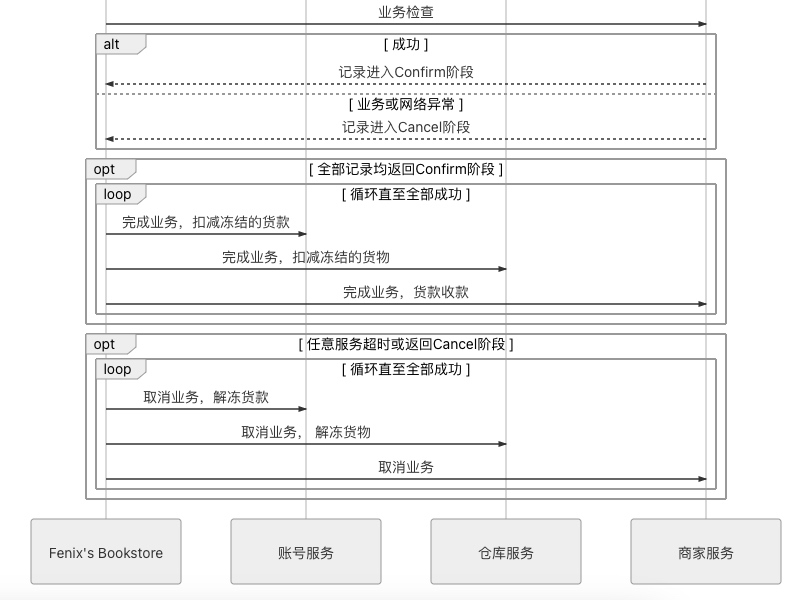 业务检查
alt
[ 成功 ]
记录进入Confirm阶段
[ 业务或网络异常 ]
记录进入Cancel阶段
opt
[ 全部记录均返回Confirm阶段 ]
loop
[ 循环直至全部成功 ]
完成业务，扣减冻结的货款
完成业务，扣减冻结的货物
完成业务，货款收款
opt
[ 任意服务超时或返回Cancel阶段 ]
loop
[ 循环直至全部成功 ]
取消业务，解冻货款
取消业务， 解冻货物
取消业务
Fenix's Bookstore
账号服务
仓库服务
商家服务